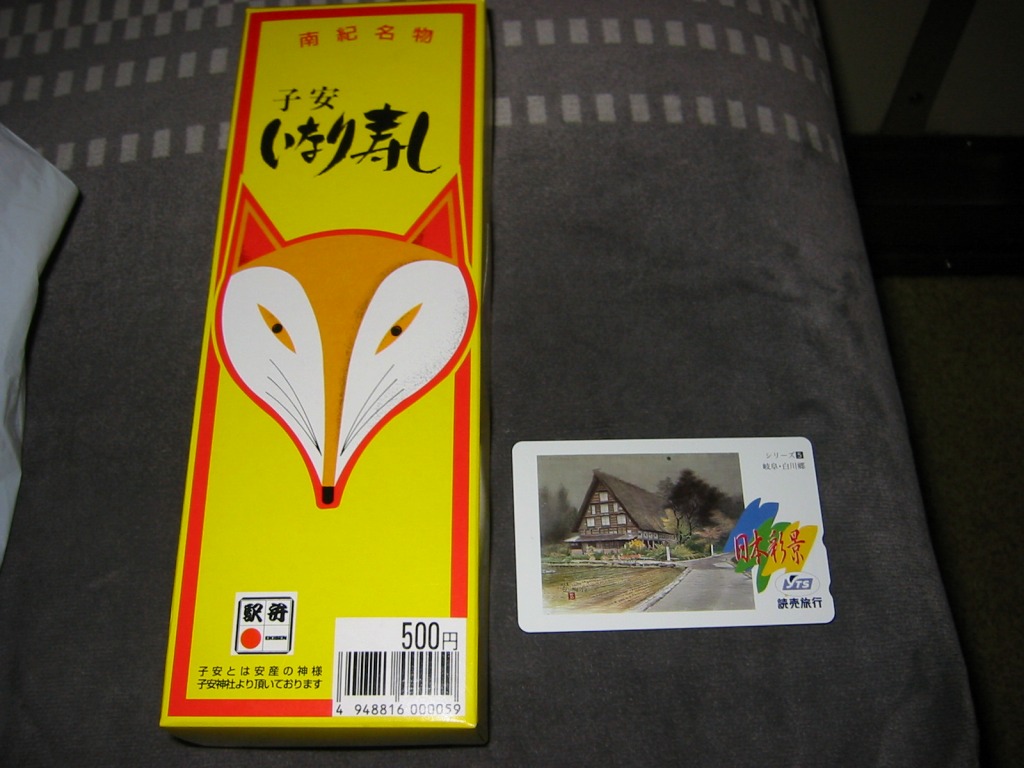 南紀名物
子安
いなり寿し
駅弁
EKIBEN
子安とは安産の神様
子安神社より頂いております
500円
4 948816 000059
シリーズ5
岐阜・白川郷
日本彩景
YTS
読売旅行